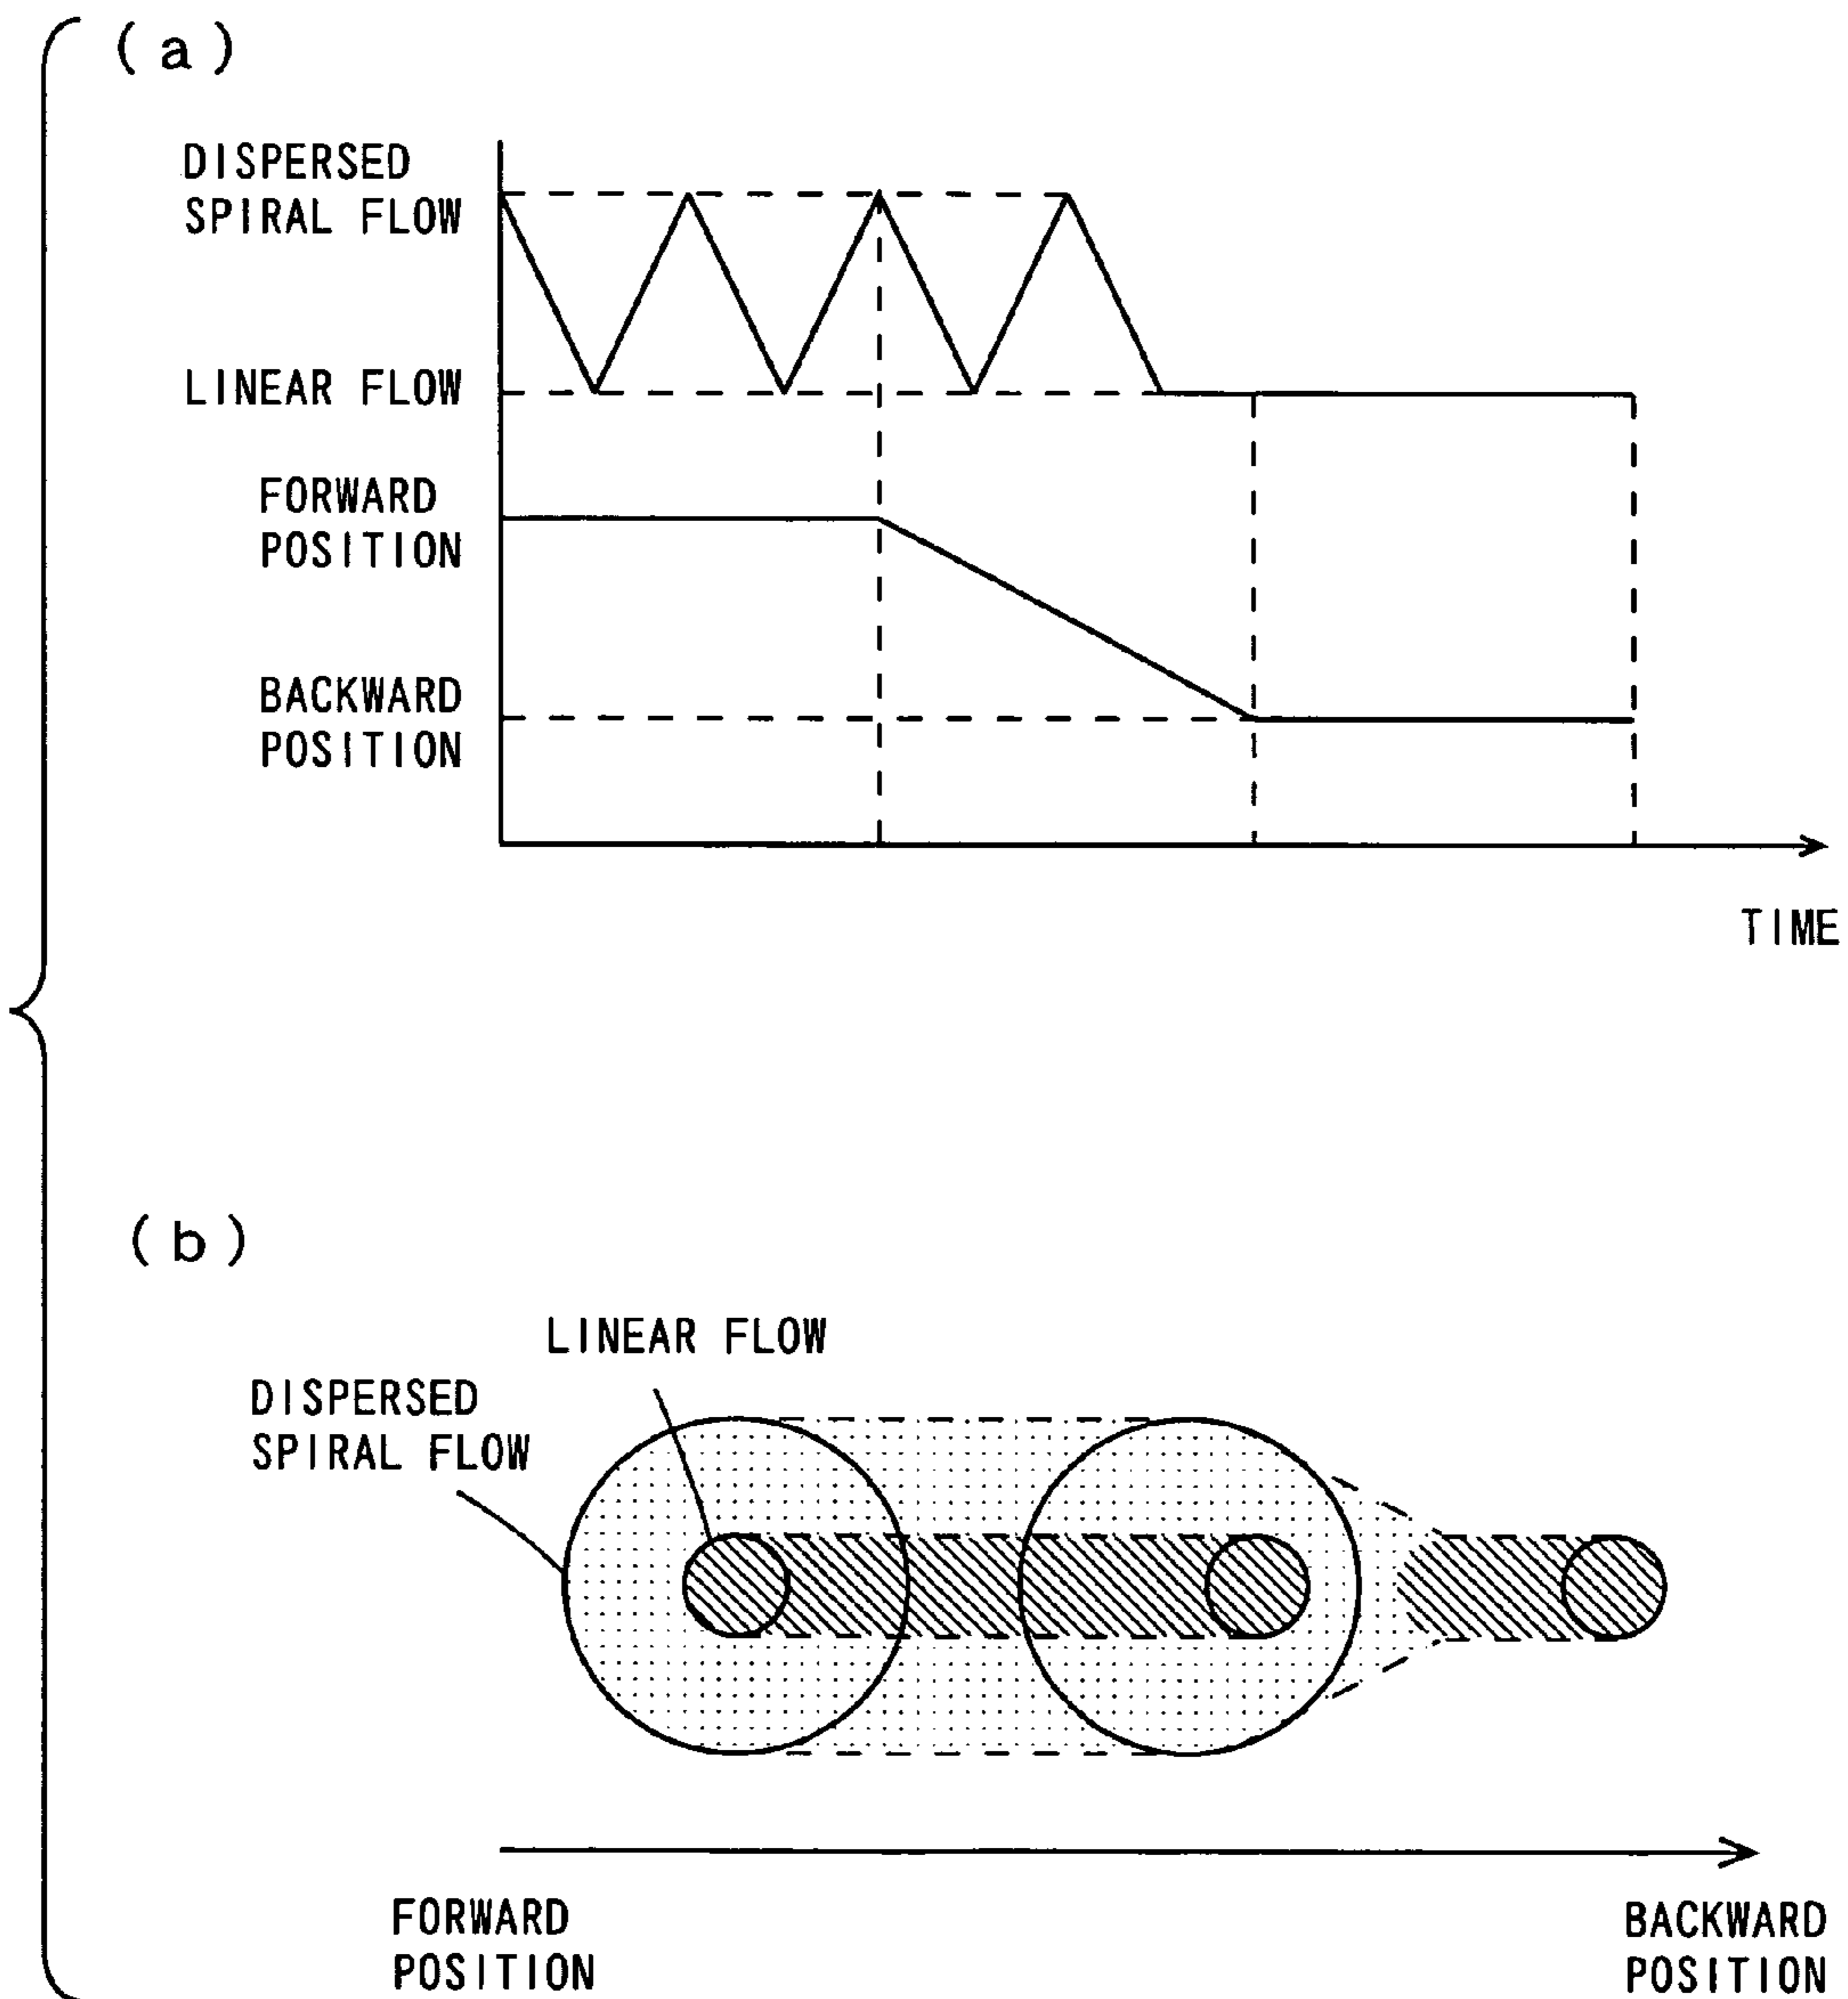 (a)
DISPERSED
SPIRAL FLOW
LINEAR FLOW
FORWARD
POSITION
BACKWARD
POSITION
TIME
(b)
LINEAR FLOW
DISPERSED
SPIRAL FLOW
FORWARD
POSITION
BACKWARD
POSITION